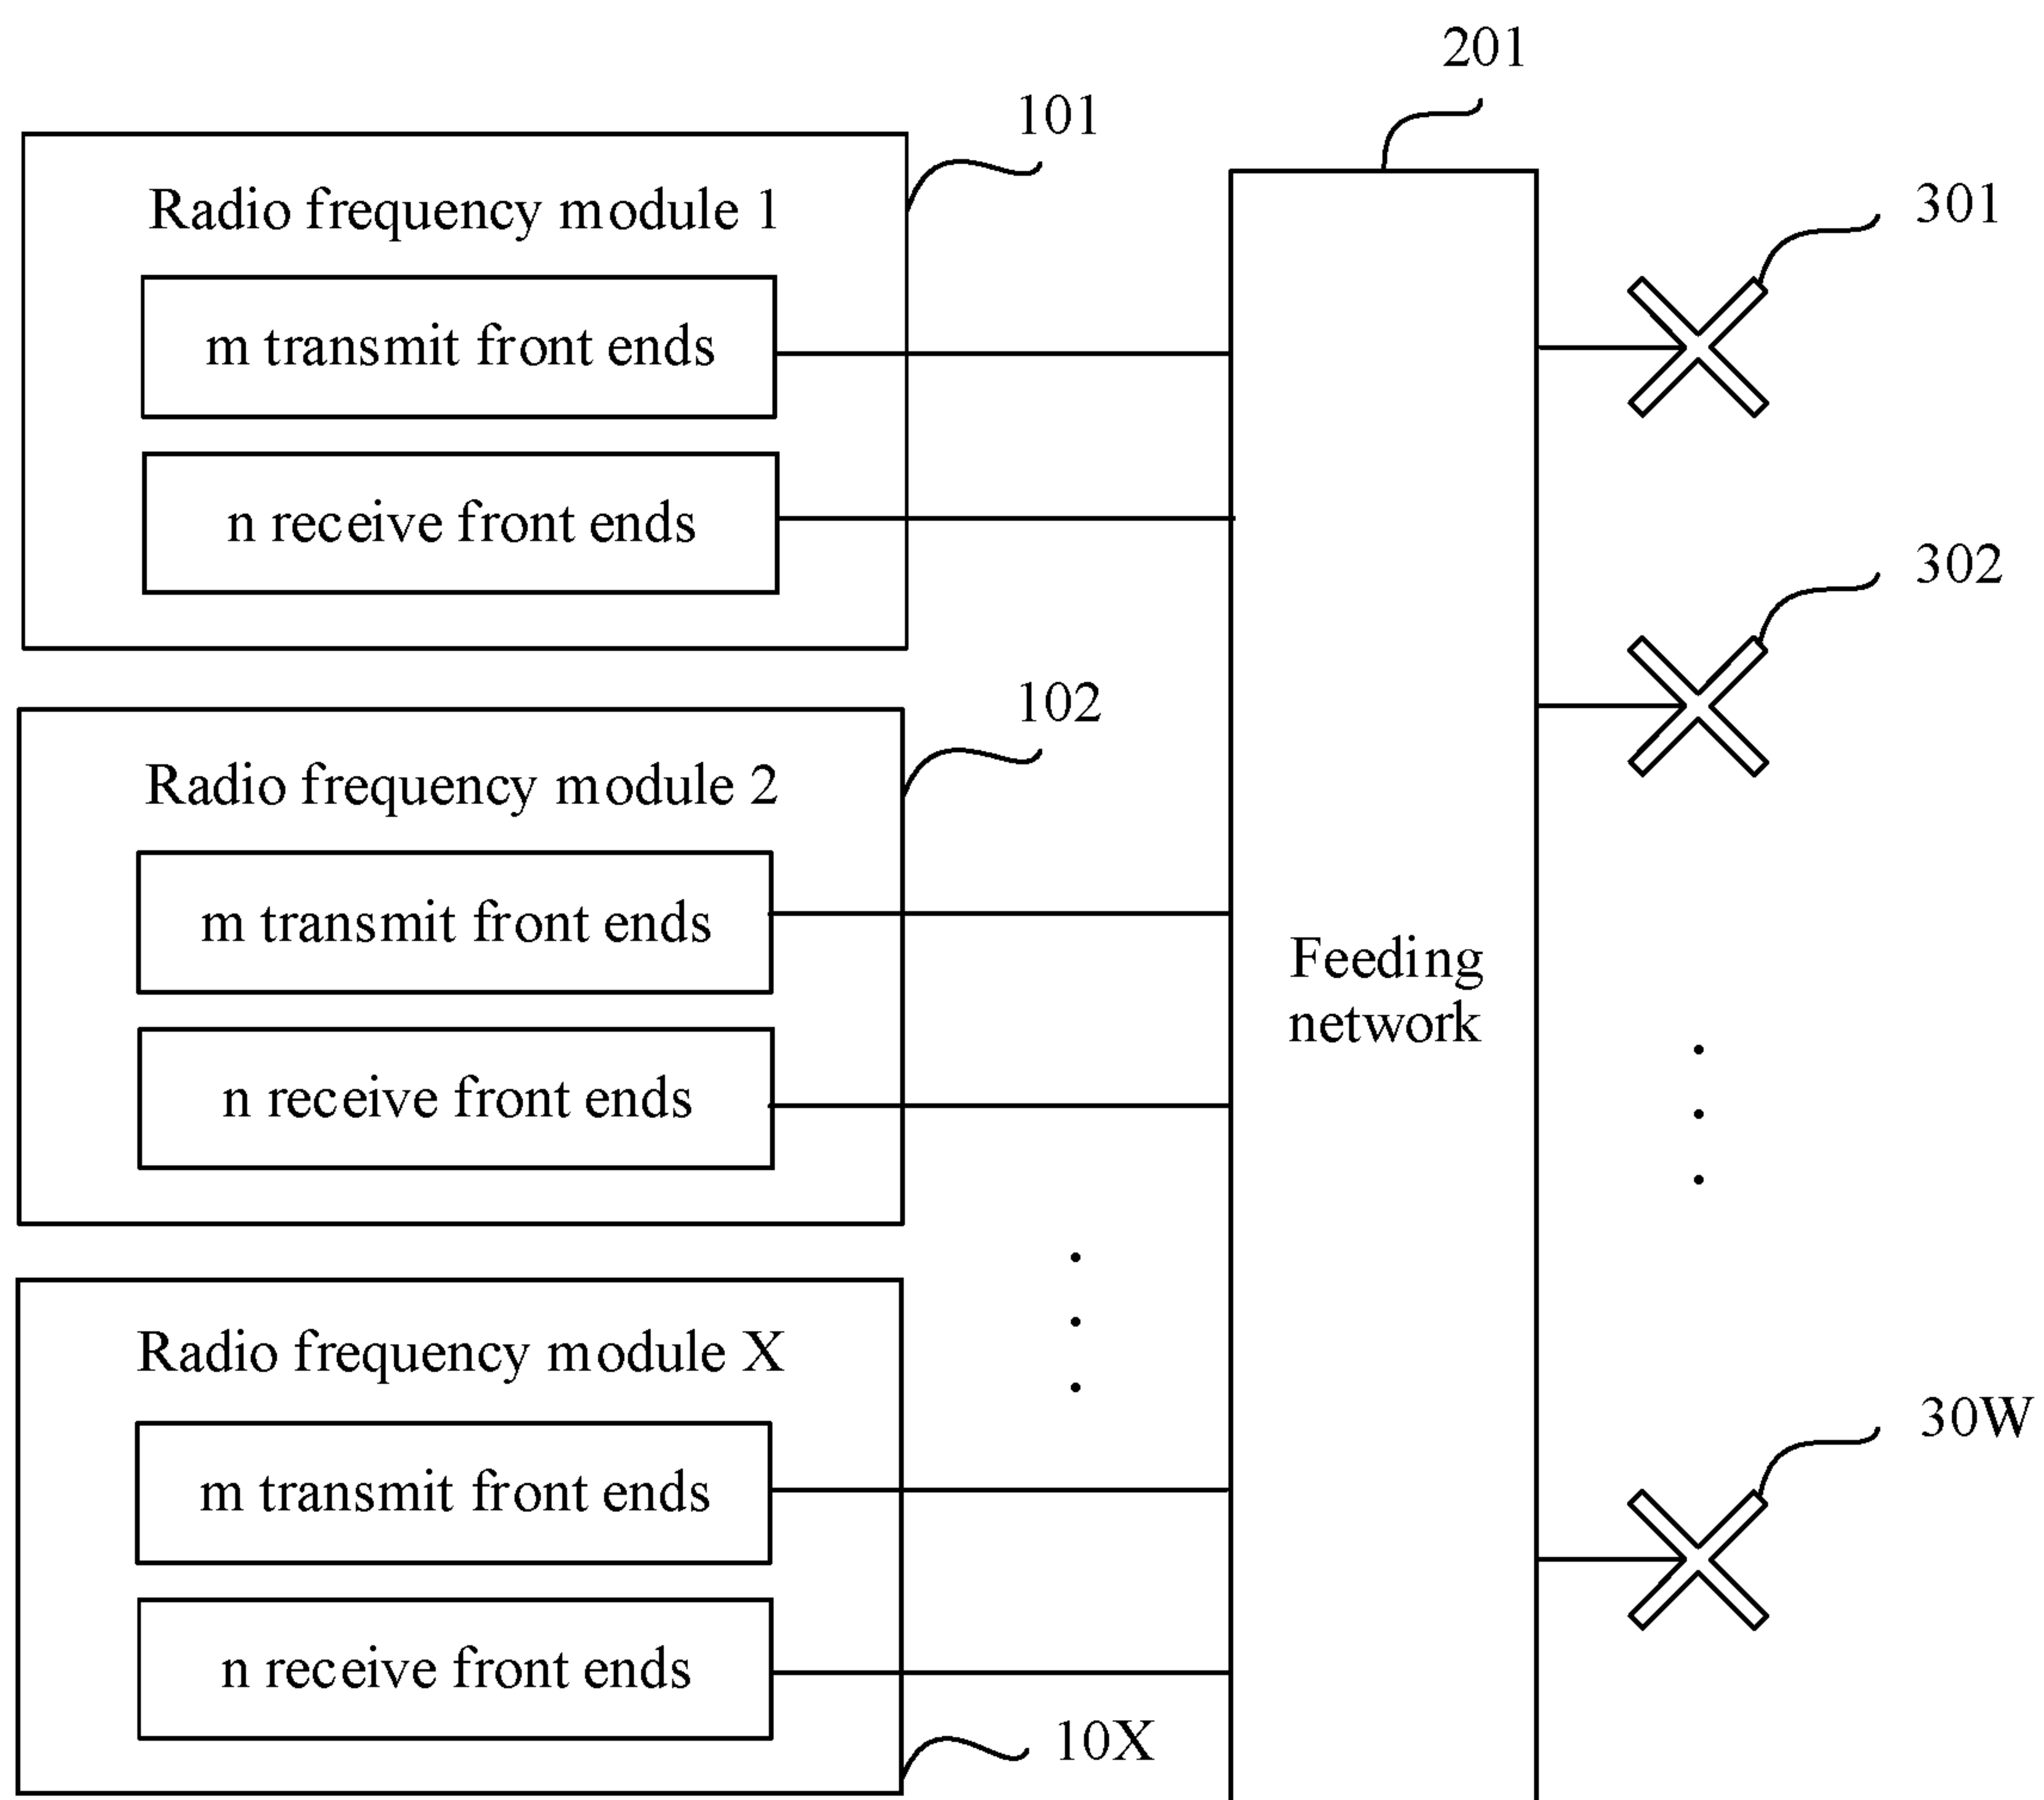 201
101
Radio frequency module 1
301
m transmit front ends
n receive front ends
302
102
Radio frequency module 2
m transmit front ends
Feeding
network
n receive front ends
Radio frequency module X
30W
m transmit front ends
n receive front ends
10X